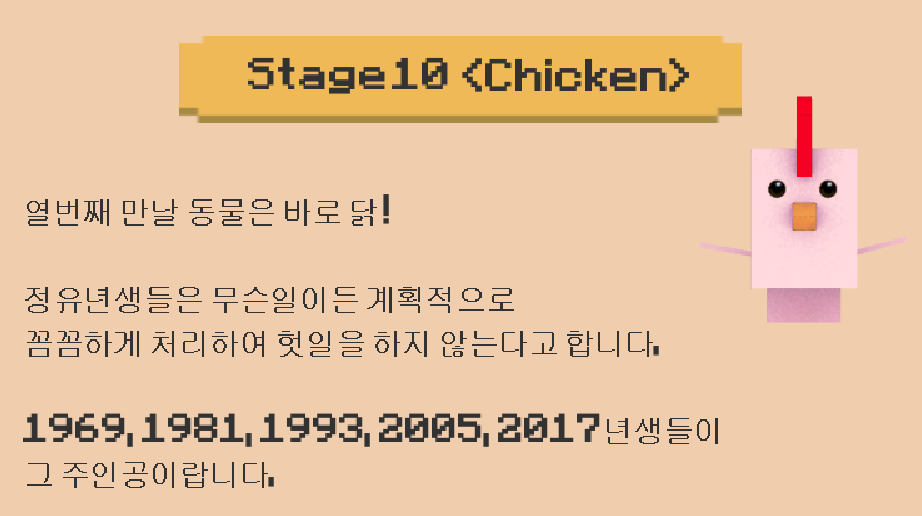 Stage10 <Chicken>
열번째 만날 동물은 바로 닭!
정유년생들은 무슨일이든 계획적으로
꼼꼼하게 처리하여 헛일을 하지 않는다고 합니다.
1969,1981,1993,2005,2017년생들이
그 주인공이랍니다.